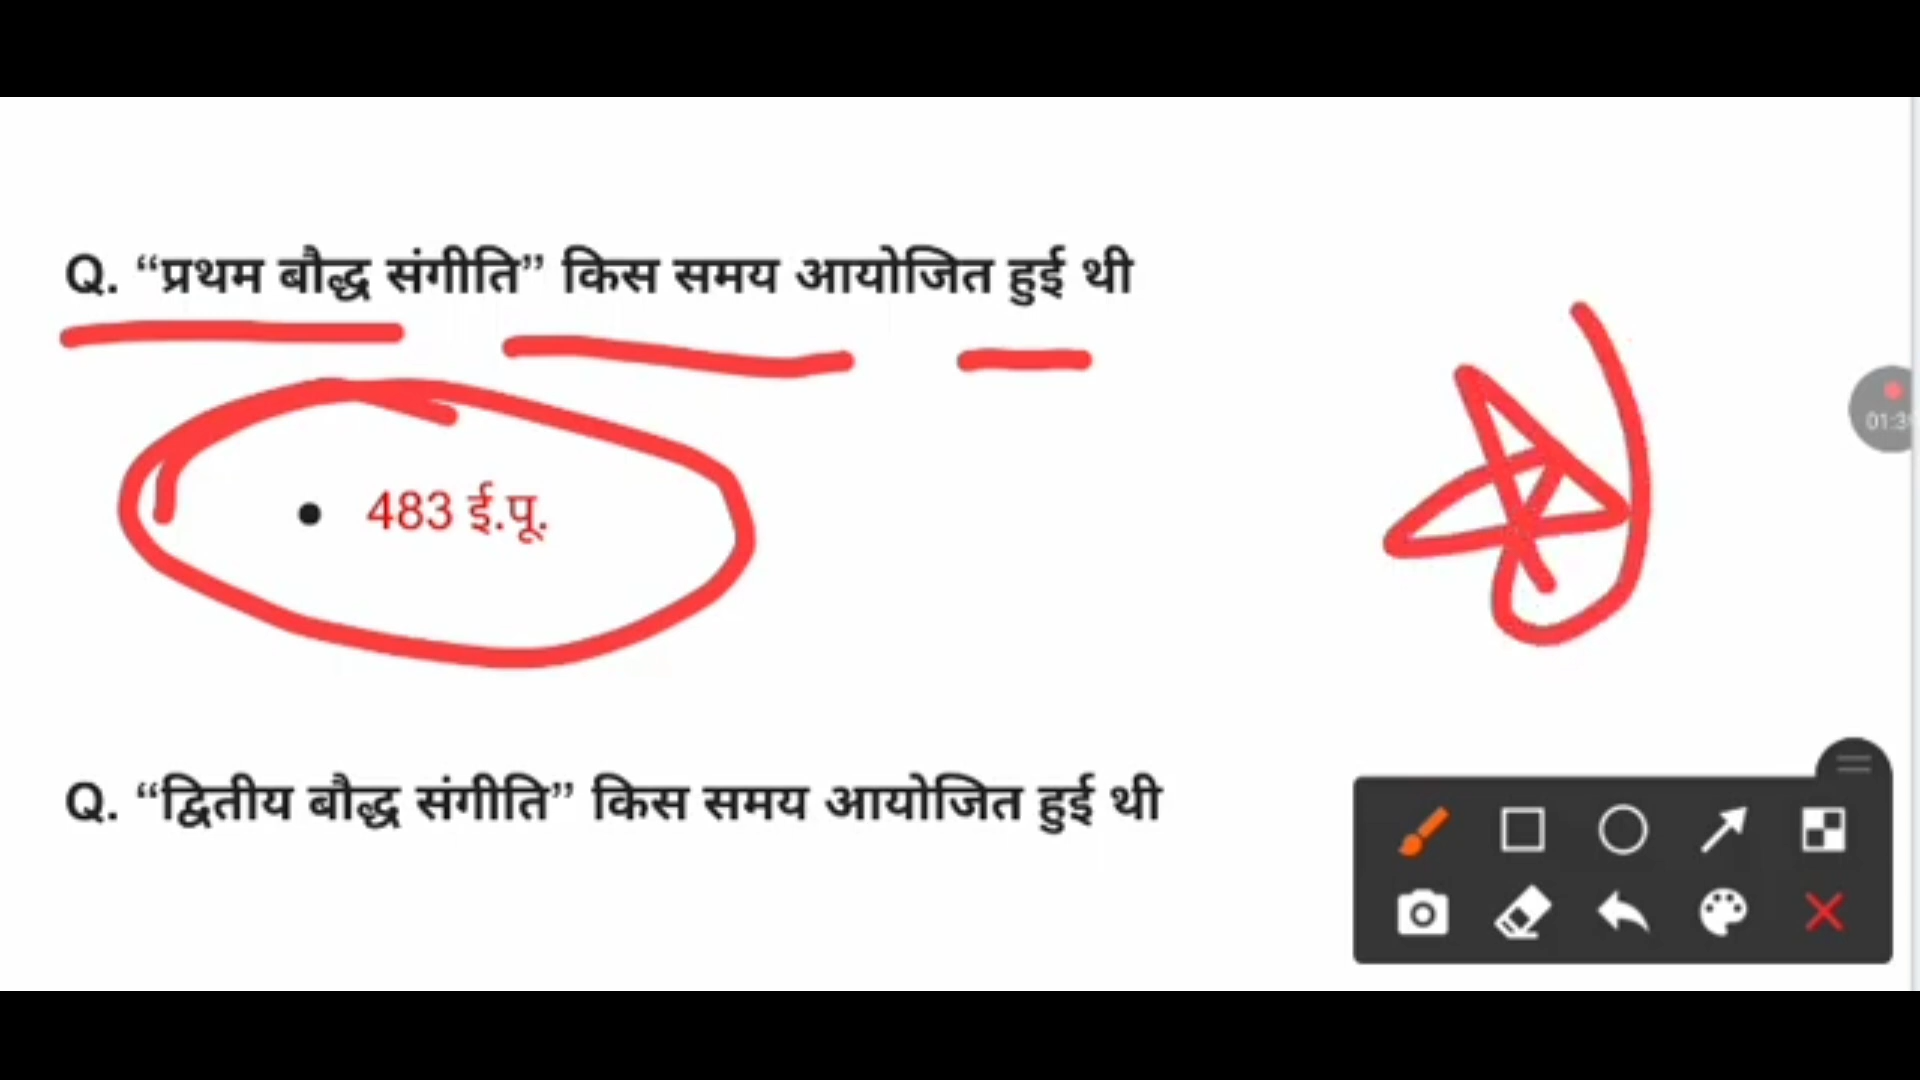 Q. “प्रथम बौद्ध संगीति” किस समय आयोजित हुई थी
• 483 ई.पू.
Q. “द्वितीय बौद्ध संगीति” किस समय आयोजित हुई थी